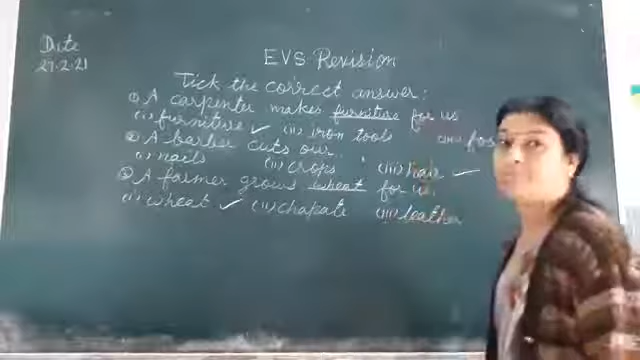 Date
27.2.21
EVS Revision
Tick the correct answer:
① A carpenter makes furniture for us
(i) furniture ✓ (ii) iron tools (iii)
② A barber cuts our
(i) nails (ii) crops (iii) hair ✓
③ A farmer grows wheat for us.
(i) wheat ✓ (ii) chapate (iii) leather